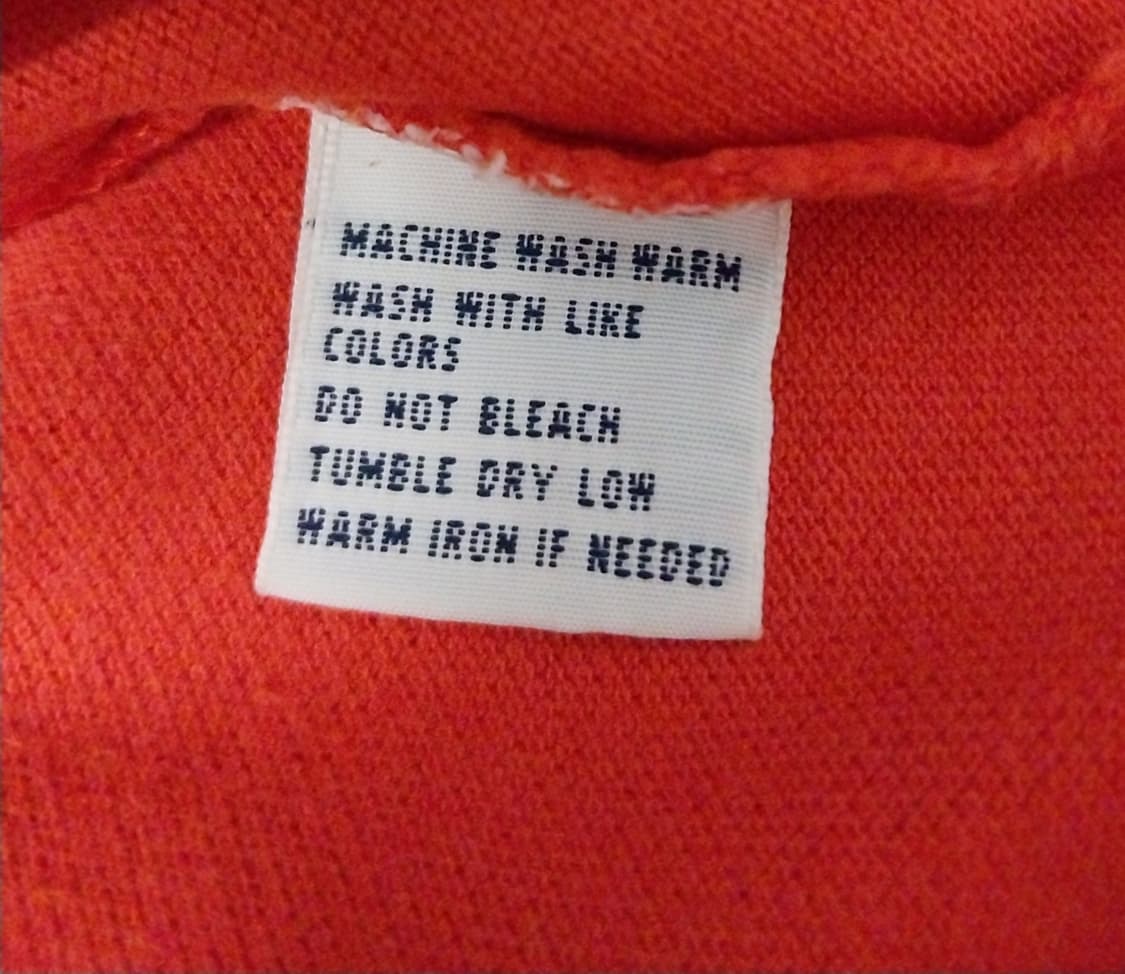 MACHINE WASH WARM
WASH WITH LIKE
COLORS
DO NOT BLEACH
TUMBLE DRY LOW
WARM IRON IF NEEDED